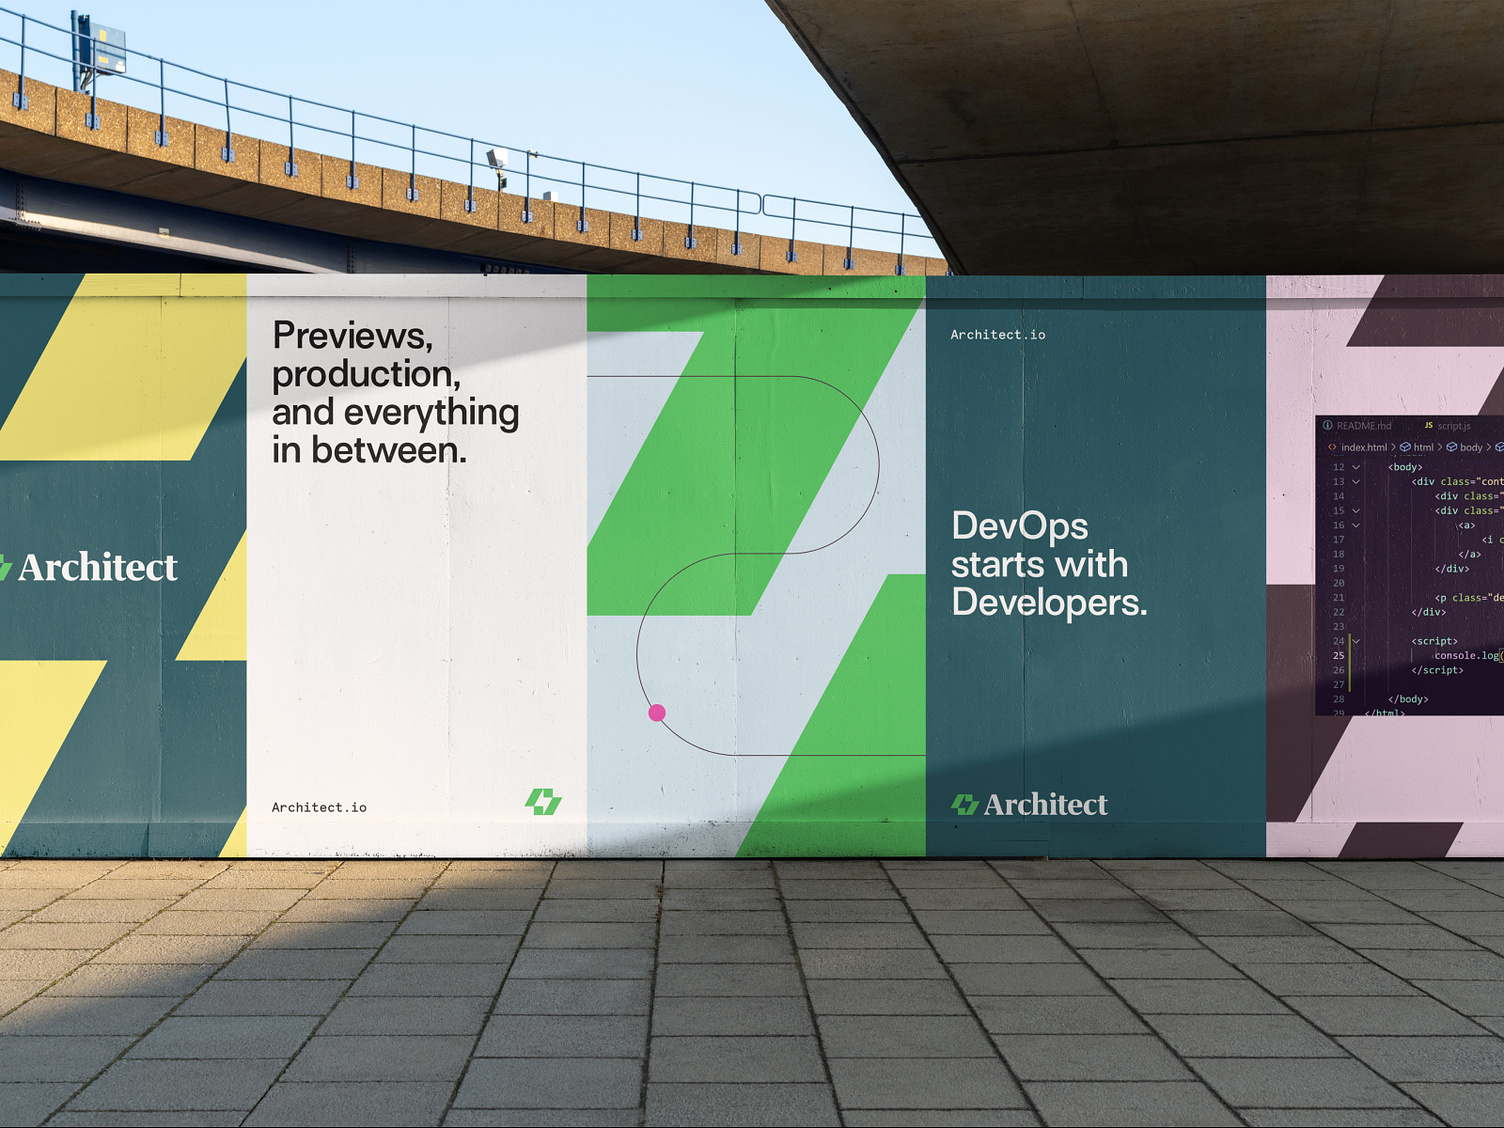 Architect
Previews,
production,
and everything
in between.
Architect.io
Architect.io
DevOps
starts with
Developers.
Architect
README.md
JS script.js
<> index.html > html > body >
12 <body>
13 <div class="cont
14 <div class="
15 <div class="
16 <a>
17 <i c
18 </a>
19 </div>
20
21 <p class="de
22 </div>
23
24 <script>
25 console.log(
26 </script>
27
28 </body>
29 </html>